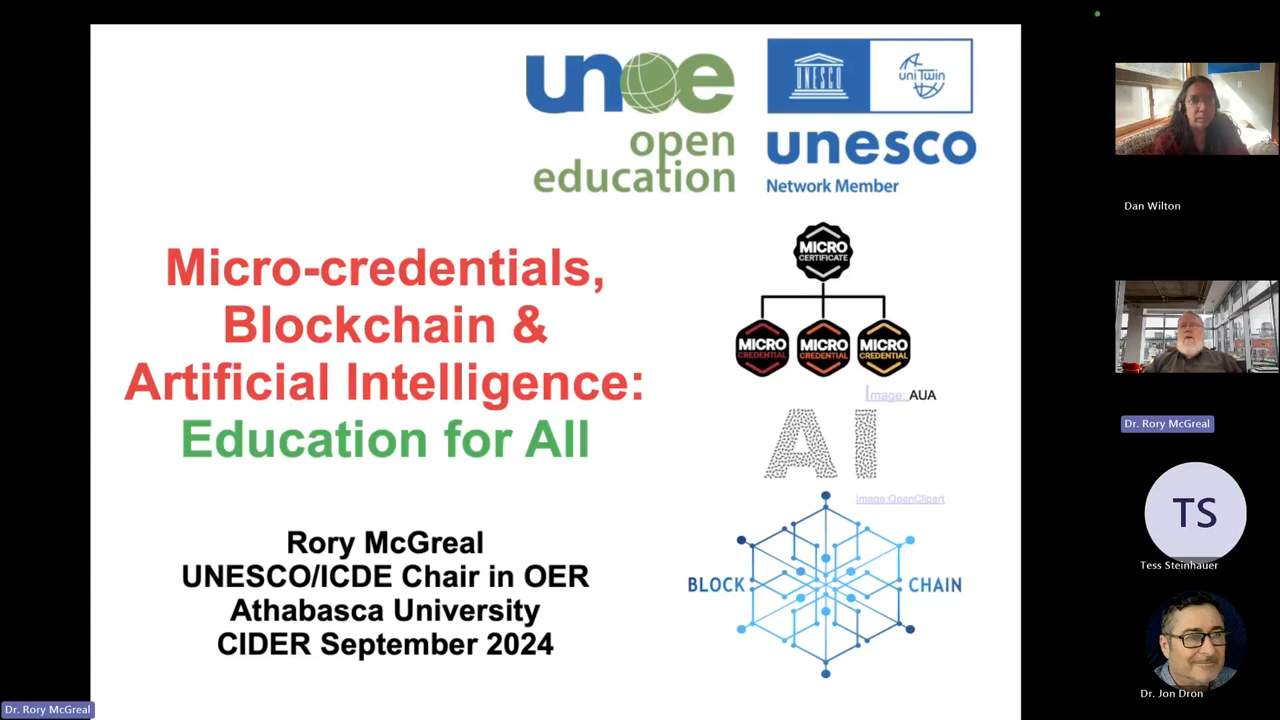 unoe
open
education
UNESCO
uniTwin
unesco
Network Member
Micro-credentials,
Blockchain &
Artificial Intelligence:
Education for All
MICRO
CERTIFICATE
MICRO
CREDENTIAL
MICRO
CREDENTIAL
MICRO
CREDENTIAL
Image: AUA
AI
Image:OpenClipart
BLOCK CHAIN
Rory McGreal
UNESCO/ICDE Chair in OER
Athabasca University
CIDER September 2024
Dr. Rory McGreal
Dan Wilton
Dr. Rory McGreal
TS
Tess Steinhauer
Dr. Jon Dron